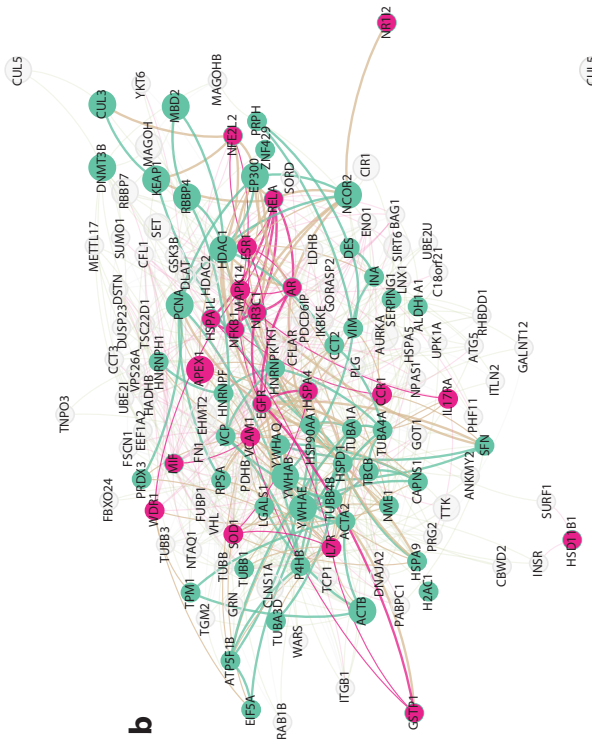 NR1I2
CUL5
CUL5
YKT6
MAGOHB
CUL3
MBD2
MAGOH
NFE2L2
PRPH
ZNF429
DNMT3B
KEAP1
RBBP7
RBBP4
EP300
SORD
RELA
NCOR2
CIR1
METTL17
SUMO1
SET
CFL1
GSK3B
DLAT
HDAC2
HDAC1
ESR1
LDHB
DES
ENO1
SIRT6
BAG1
UBE2U
DSTN
DUSP23
TSC22D1
PCNA
HSPA1L
MAPK14
AR
GORASP2
INA
SERPING1
LNX1
C18orf21
ALDH1A1
CCT3
VPS26A
UBE2I
HADHB
HNRNPH1
NFKB1
NR3C1
PDCD6IP
IKBKE
VIM
CCT2
AURKA
HSPA5
UPK1A
RHBDD1
TNPO3
APEX1
HNRNPK
TKT
CFLAR
PLG
NPAS1
ATG5
GALNT12
EEF1A2
FSCN1
EHMT2
HNRNPF
EGFR
HSPA4
CCR1
IL17RA
ITLN2
FN1
VCP
VCAM1
HSP90AA1
TUBA1A
TUBA4A
GOT1
PHF11
SFN
MIF
PRDX3
RPSA
PDHB
YWHAQ
YWHAB
HSPD1
TBCB
CAPNS1
ANKMY2
FBXO24
WDR1
FUBP1
VHL
LGALS1
YWHAE
TUBB4B
ACTA2
NME1
TTK
SURF1
TUBB3
NTAQ1
SOD1
IL7R
PRG2
TUBB
TUBB1
P4HB
TCP1
HSPA9
CBWD2
INSR
HSD11B1
TPM1
GRN
CLNS1A
DNAJA2
H2AC1
TGM2
TUBA3D
ACTB
PABPC1
ATP5F1B
WARS
EIF5A
ITGB1
GSTP1
RAB1B
b